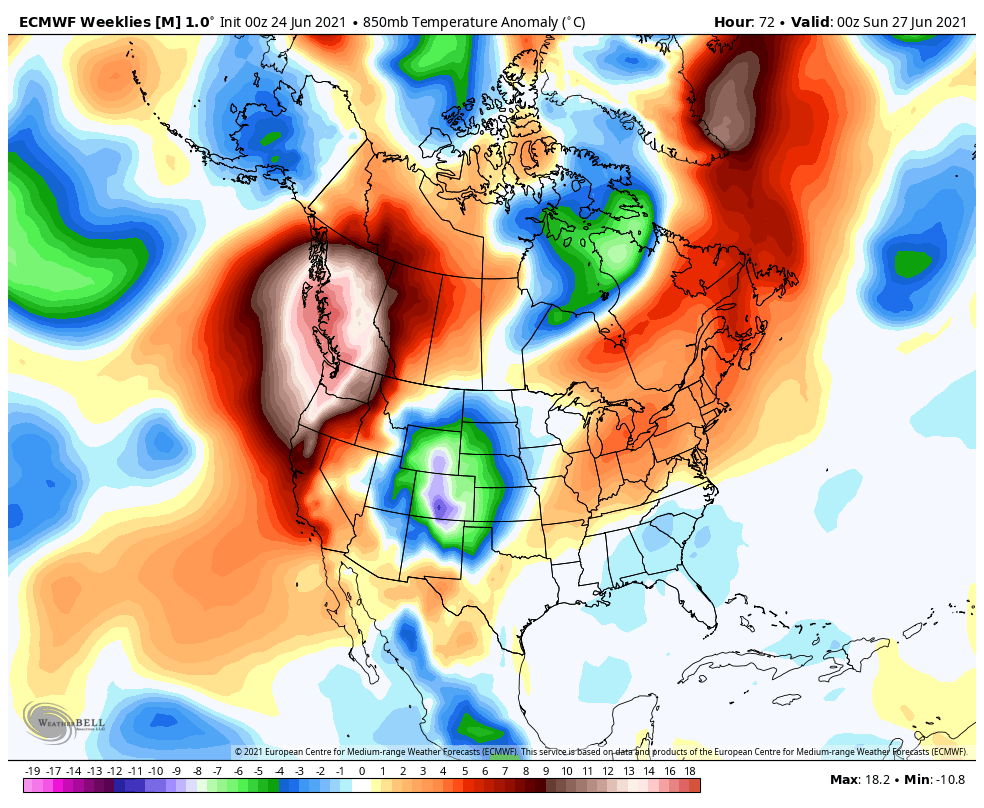 ECMWF Weeklies [M] 1.0° Init 00z 24 Jun 2021 • 850mb Temperature Anomaly (°C)
Hour: 72 • Valid: 00z Sun 27 Jun 2021
WEATHERBELL
© 2021 European Centre for Medium-range Weather Forecasts (ECMWF). This service is based on data and products of the European Centre for Medium-range Weather Forecasts (ECMWF).
-19 -17 -14 -13 -12 -11 -10 -9 -8 -7 -6 -5 -4 -3 -2 -1 0 1 2 3 4 5 6 7 8 9 10 11 12 13 14 16 18
Max: 18.2 • Min: -10.8